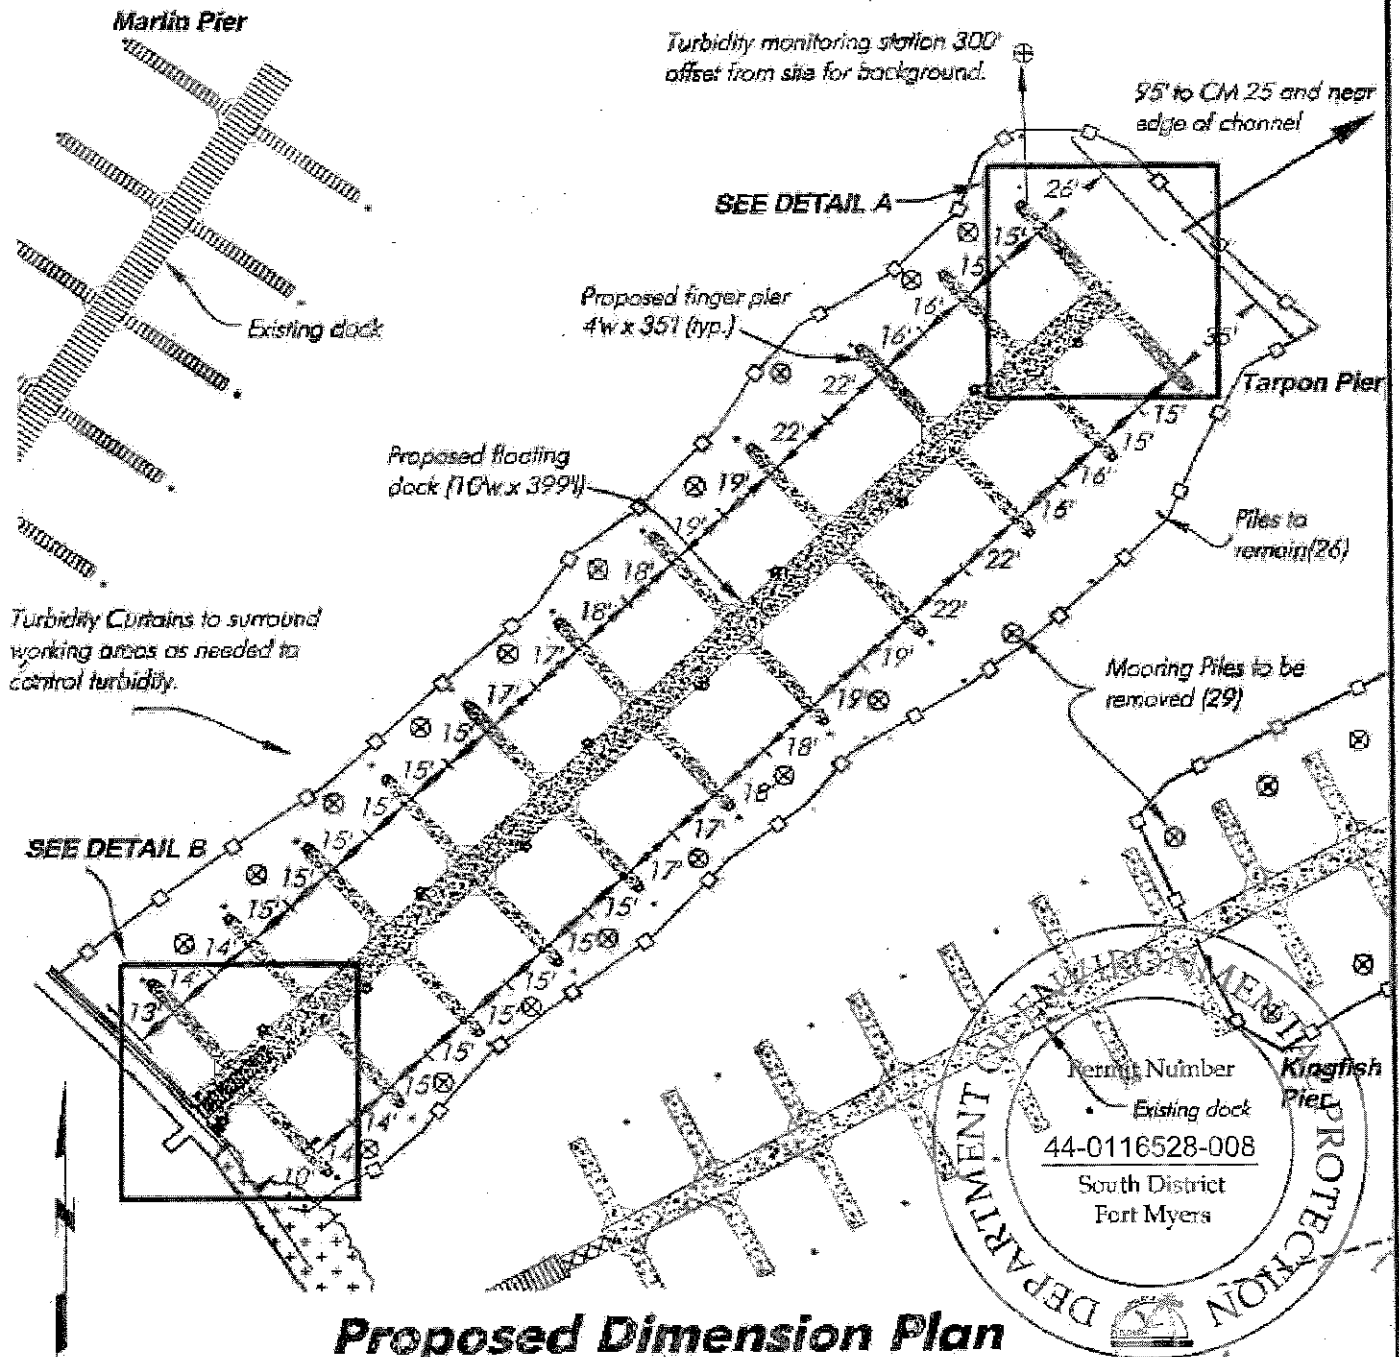 Marlin Pier
Turbidity monitoring station 300'
offset from site for background.
95' to CM 25 and near
edge of channel
SEE DETAIL A
26'
15'
15'
16'
16'
22'
22'
19'
19'
18'
18'
17'
17'
15'
15'
15'
15'
15'
15'
14'
14'
13'
Existing dock
Proposed finger pier
4'w x 35'l (typ.)
35'
Tarpon Pier
15'
15'
16'
16'
22'
22'
19'
19'
18'
18'
17'
17'
15'
15'
15'
15'
15'
15'
14'
14'
10'
Proposed floating
dock (10'w x 399'l)
Piles to
remain(26)
Turbidity Curtains to surround
working areas as needed to
control turbidity.
Mooring Piles to be
removed (29)
SEE DETAIL B
Kingfish
Pier
Existing dock
DEPARTMENT OF ENVIRONMENTAL PROTECTION
Permit Number
44-0116528-008
South District
Fort Myers
Proposed Dimension Plan